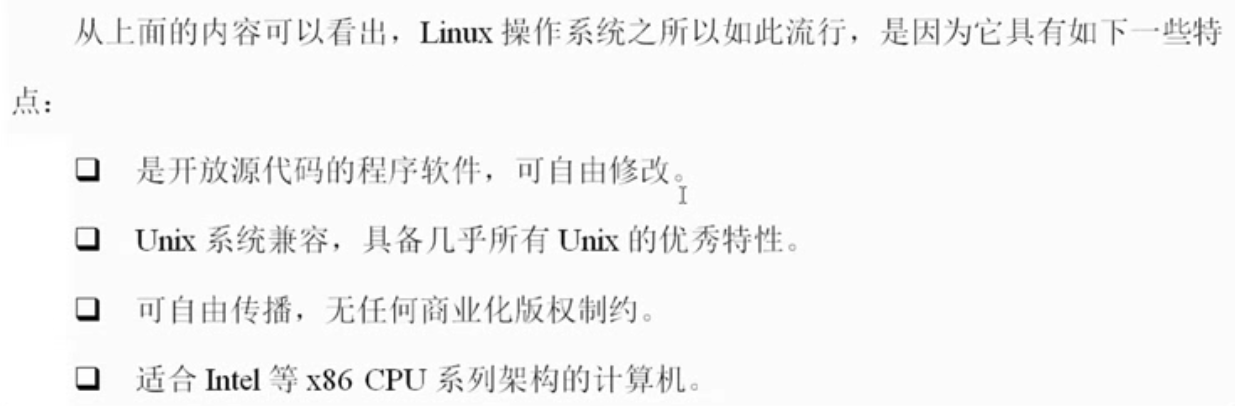 从上面的内容可以看出，Linux 操作系统之所以如此流行，是因为它具有如下一些特
点：
❑ 是开放源代码的程序软件，可自由修改。
❑ Unix 系统兼容，具备几乎所有 Unix 的优秀特性。
❑ 可自由传播，无任何商业化版权制约。
❑ 适合 Intel 等 x86 CPU 系列架构的计算机。